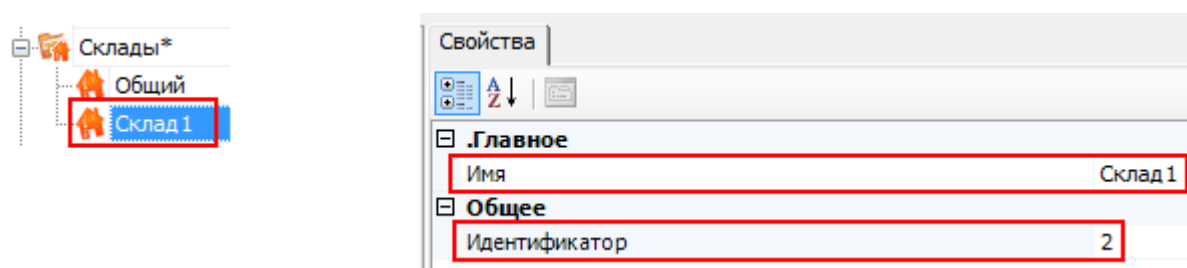 Склады*
Общий
Склад1
Свойства
.Главное
Имя Склад1
Общее
Идентификатор 2